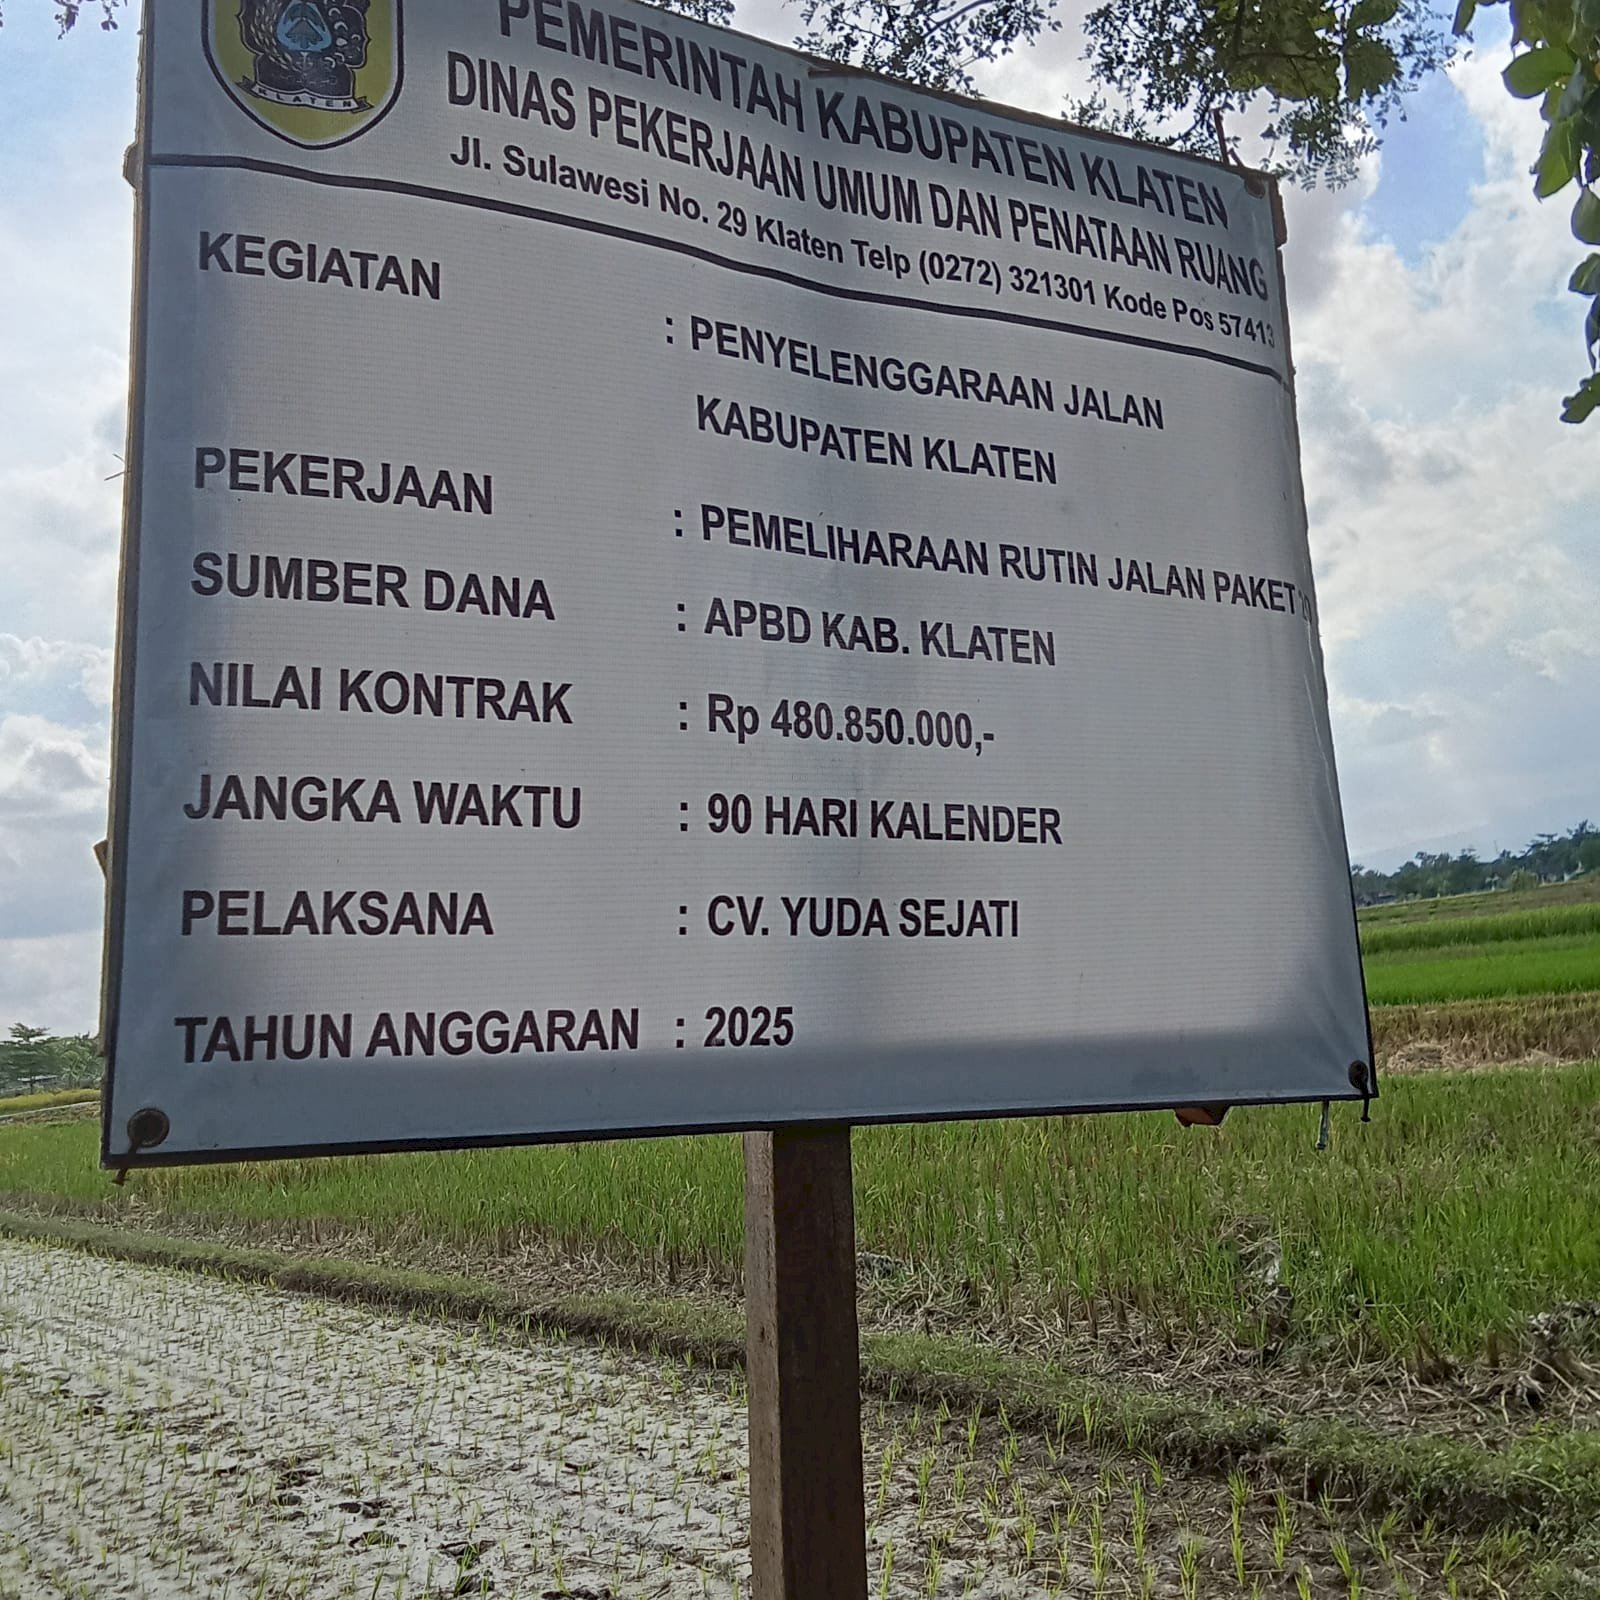 KLATEN
PEMERINTAH KABUPATEN KLATEN
DINAS PEKERJAAN UMUM DAN PENATAAN RUANG
Jl. Sulawesi No. 29 Klaten Telp (0272) 321301 Kode Pos 57413
KEGIATAN : PENYELENGGARAAN JALAN
KABUPATEN KLATEN
PEKERJAAN : PEMELIHARAAN RUTIN JALAN PAKET
SUMBER DANA : APBD KAB. KLATEN
NILAI KONTRAK : Rp 480.850.000,-
JANGKA WAKTU : 90 HARI KALENDER
PELAKSANA : CV. YUDA SEJATI
TAHUN ANGGARAN : 2025